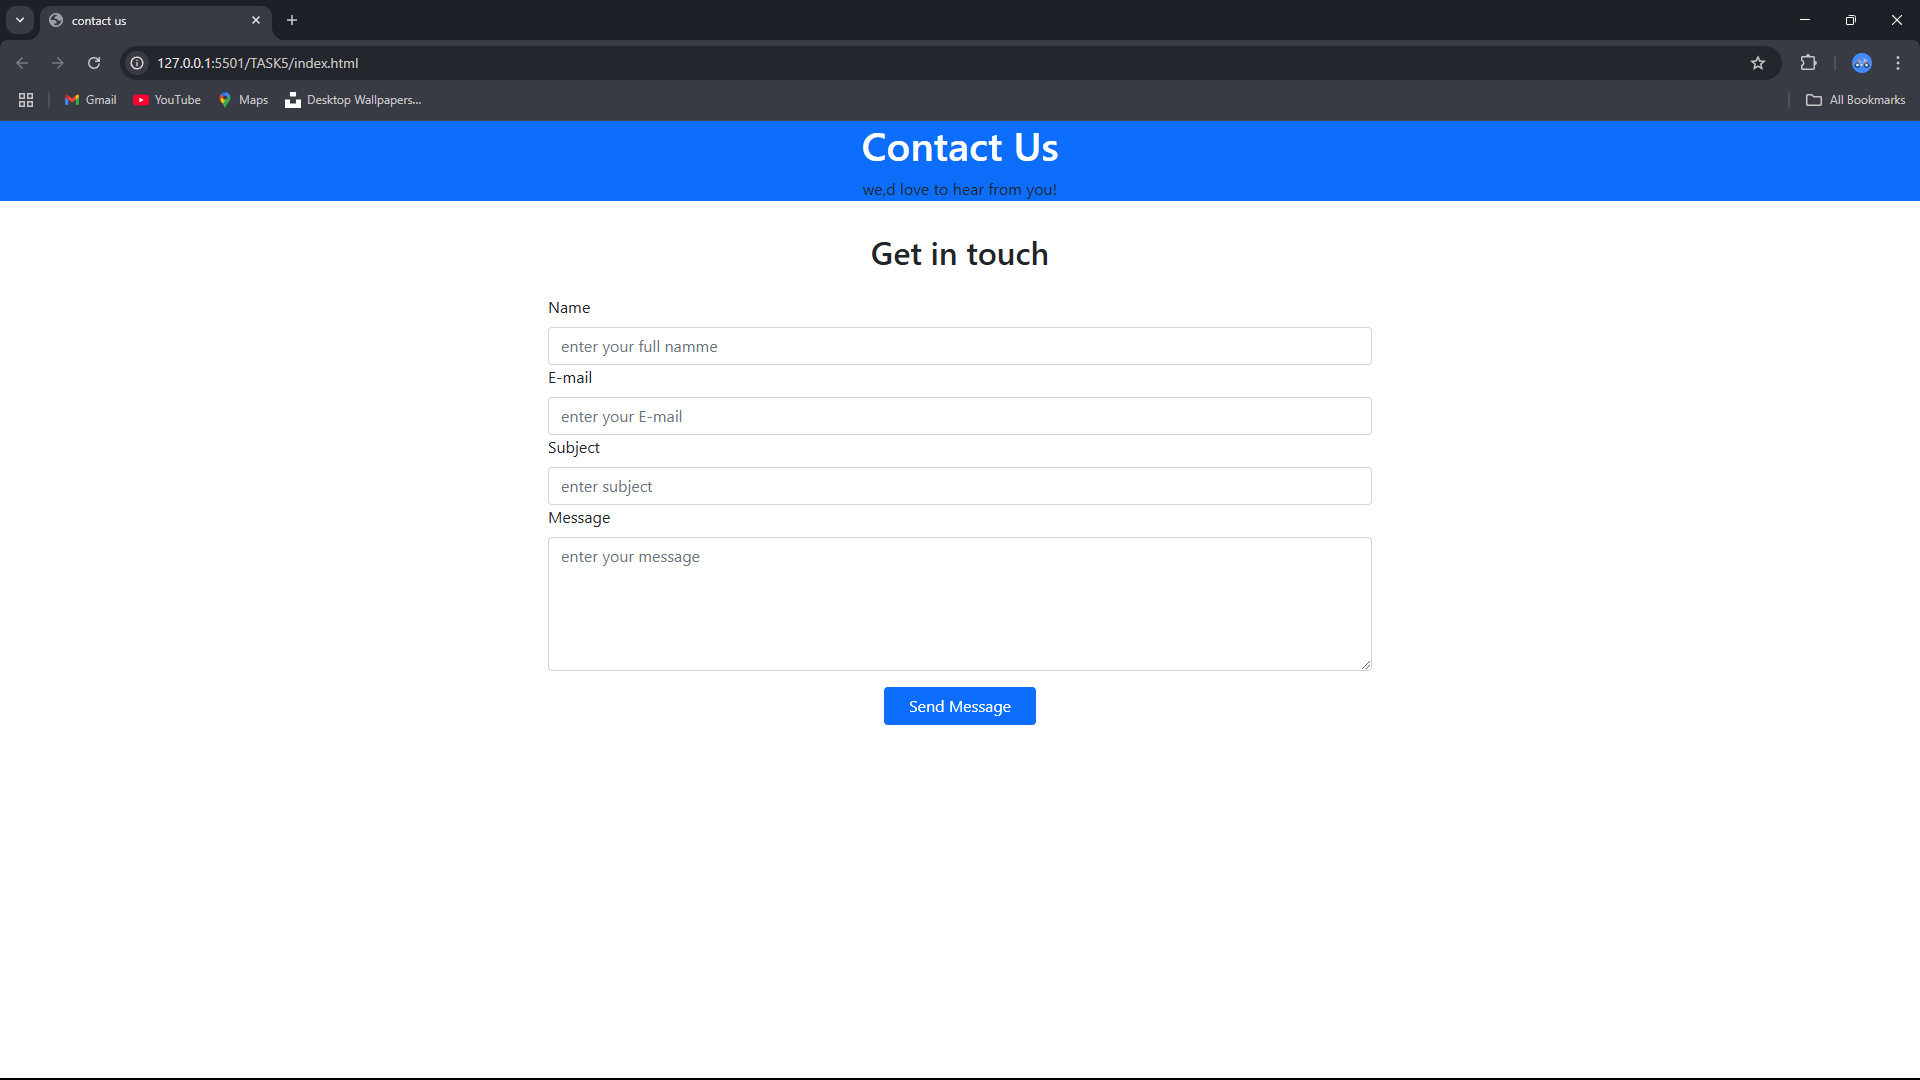 contact us
127.0.0.1:5501/TASK5/index.html
Gmail YouTube Maps Desktop Wallpapers... All Bookmarks
Contact Us
we,d love to hear from you!
Get in touch
Name
enter your full namme
E-mail
enter your E-mail
Subject
enter subject
Message
enter your message
Send Message